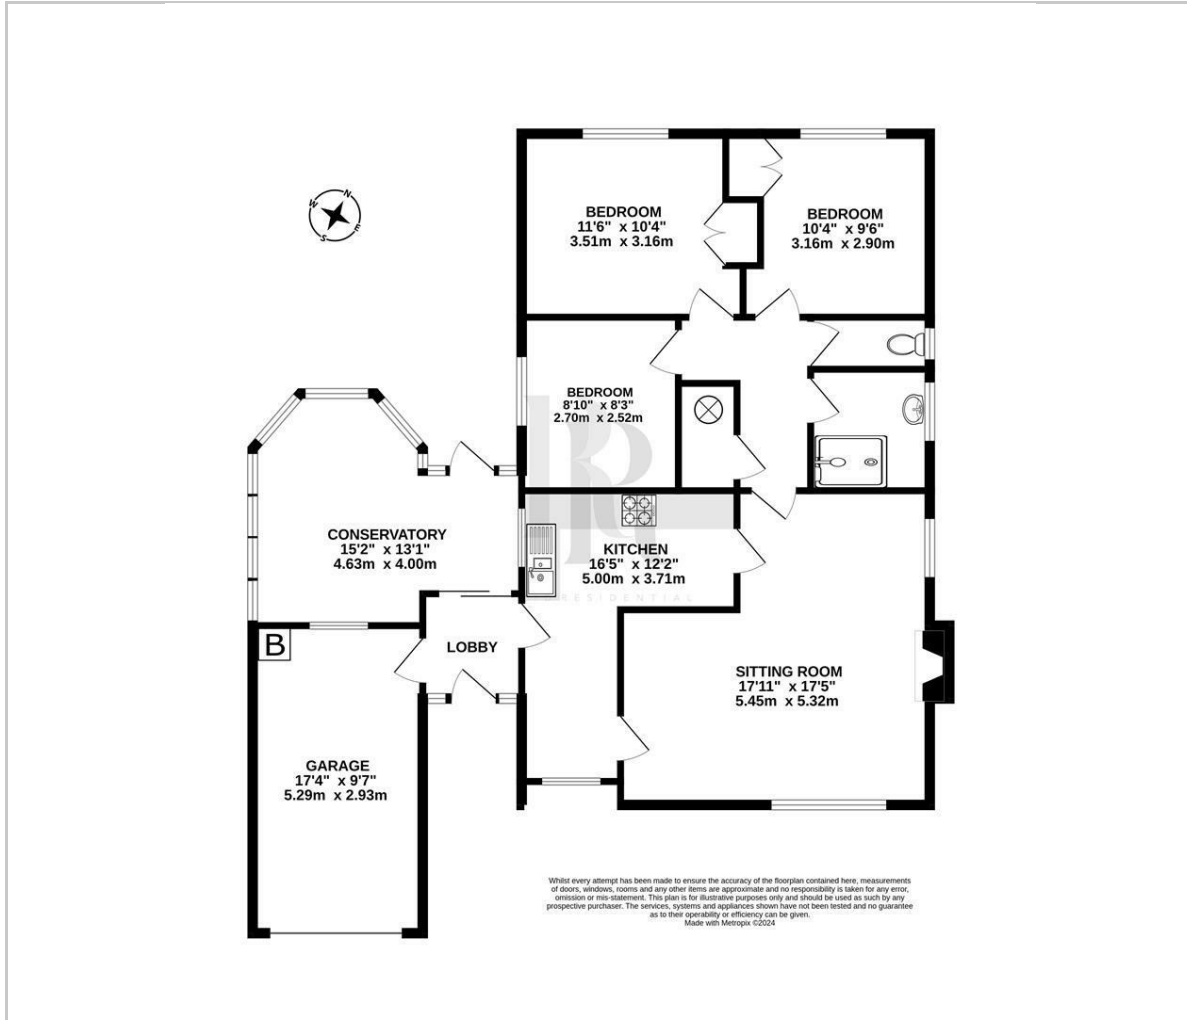 N
W
E
S
BEDROOM
11'6" x 10'4"
3.51m x 3.16m
BEDROOM
10'4" x 9'6"
3.16m x 2.90m
BEDROOM
8'10" x 8'3"
2.70m x 2.52m
CONSERVATORY
15'2" x 13'1"
4.63m x 4.00m
KITCHEN
16'5" x 12'2"
5.00m x 3.71m
RESIDENTIAL
B
LOBBY
SITTING ROOM
17'11" x 17'5"
5.45m x 5.32m
GARAGE
17'4" x 9'7"
5.29m x 2.93m
Whilst every attempt has been made to ensure the accuracy of the floorplan contained here, measurements
of doors, windows, rooms and any other items are approximate and no responsibility is taken for any error,
omission or mis-statement. This plan is for illustrative purposes only and should be used as such by any
prospective purchaser. The services, systems and appliances shown have not been tested and no guarantee
as to their operability or efficiency can be given.
Made with Metropix ©2024